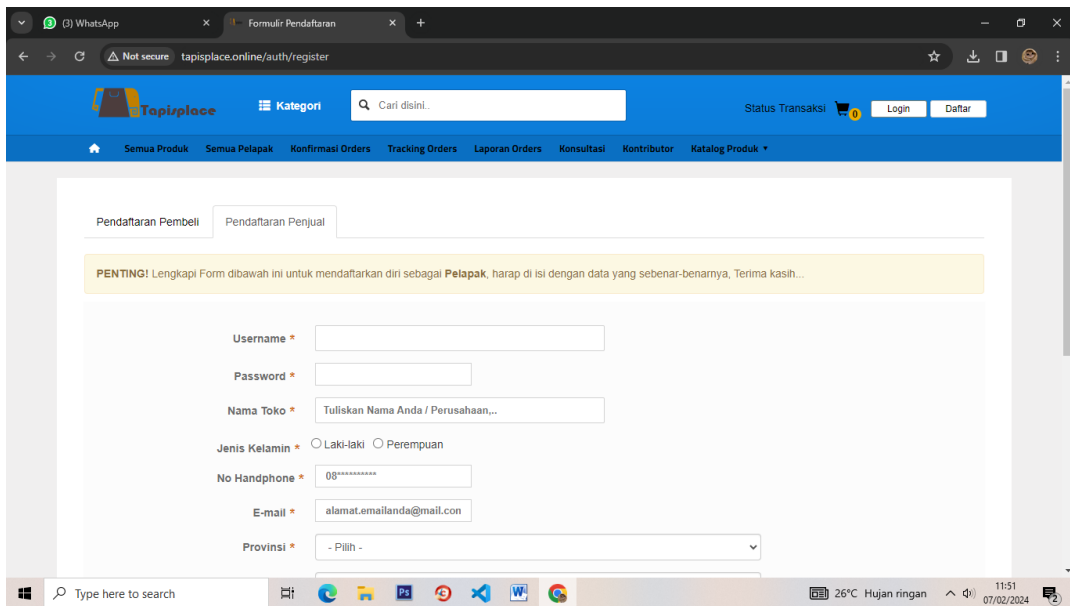 (3) WhatsApp
Formulir Pendaftaran
Not secure tapisplace.online/auth/register
Tapisplace
Kategori
Cari disini..
Status Transaksi
0
Login
Daftar
Semua Produk Semua Pelapak Konfirmasi Orders Tracking Orders Laporan Orders Konsultasi Kontributor Katalog Produk
Pendaftaran Pembeli Pendaftaran Penjual
PENTING! Lengkapi Form dibawah ini untuk mendaftarkan diri sebagai Pelapak, harap di isi dengan data yang sebenar-benarnya, Terima kasih...
Username *
Password *
Nama Toko * Tuliskan Nama Anda / Perusahaan,..
Jenis Kelamin * Laki-laki Perempuan
No Handphone * 08**********
E-mail * alamat.emailanda@mail.con
Provinsi * - Pilih -
Type here to search
Ps
W
26°C Hujan ringan
11:51
07/02/2024
2